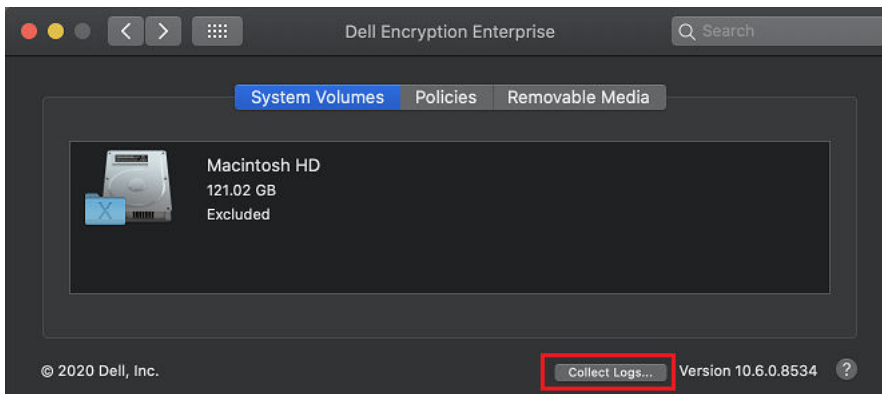 Dell Encryption Enterprise
Search
System Volumes Policies Removable Media
Macintosh HD
121.02 GB
Excluded
X
© 2020 Dell, Inc.
Collect Logs...
Version 10.6.0.8534
?